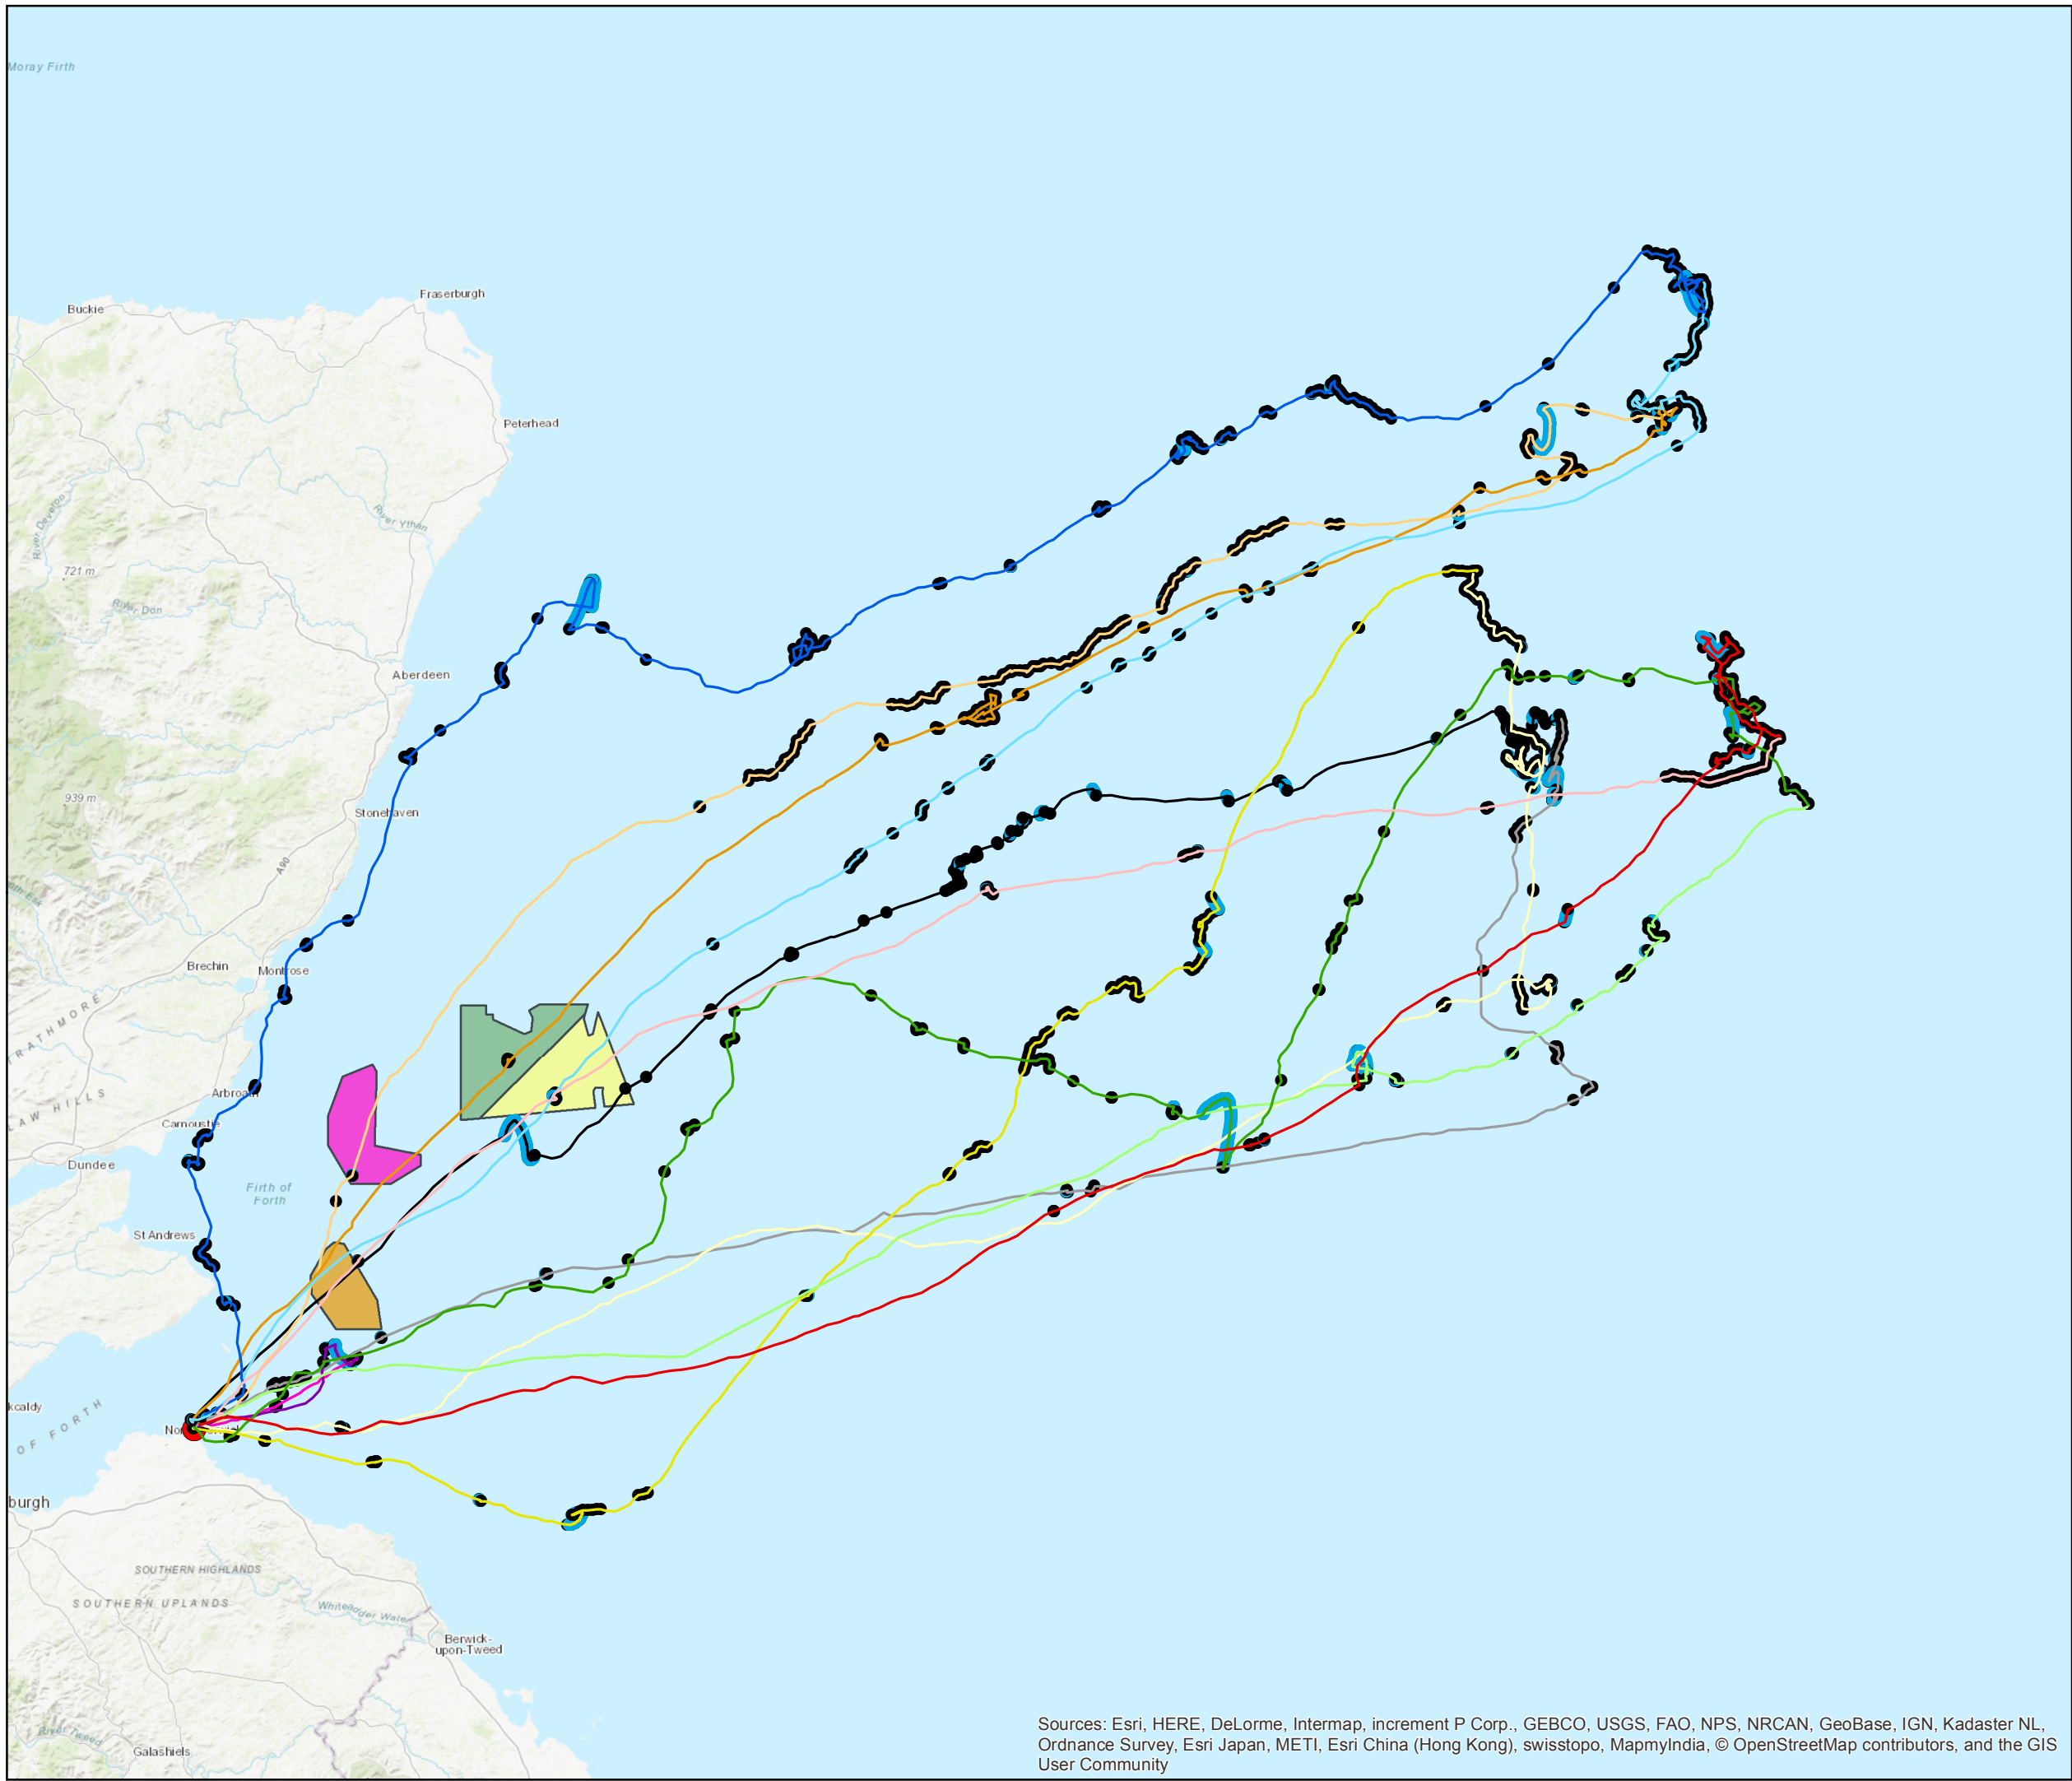 Moray Firth
Fraserburgh
Buckie
Peterhead
River Deveron
River Ythan
721 m
River Don
Aberdeen
939 m
Stonehaven
A90
Brechin
Montrose
Arbroath
LAW HILLS
Carnoustie
Dundee
Firth of
Forth
St Andrews
kcaldy
OF FORTH
burgh
SOUTHERN HIGHLANDS
SOUTHERN UPLANDS
Whiteadder Water
Berwick-
upon-Tweed
River Tweed
Galashiels
Sources: Esri, HERE, DeLorme, Intermap, increment P Corp., GEBCO, USGS, FAO, NPS, NRCAN, GeoBase, IGN, Kadaster NL,
Ordnance Survey, Esri Japan, METI, Esri China (Hong Kong), swisstopo, MapmyIndia, © OpenStreetMap contributors, and the GIS
User Community